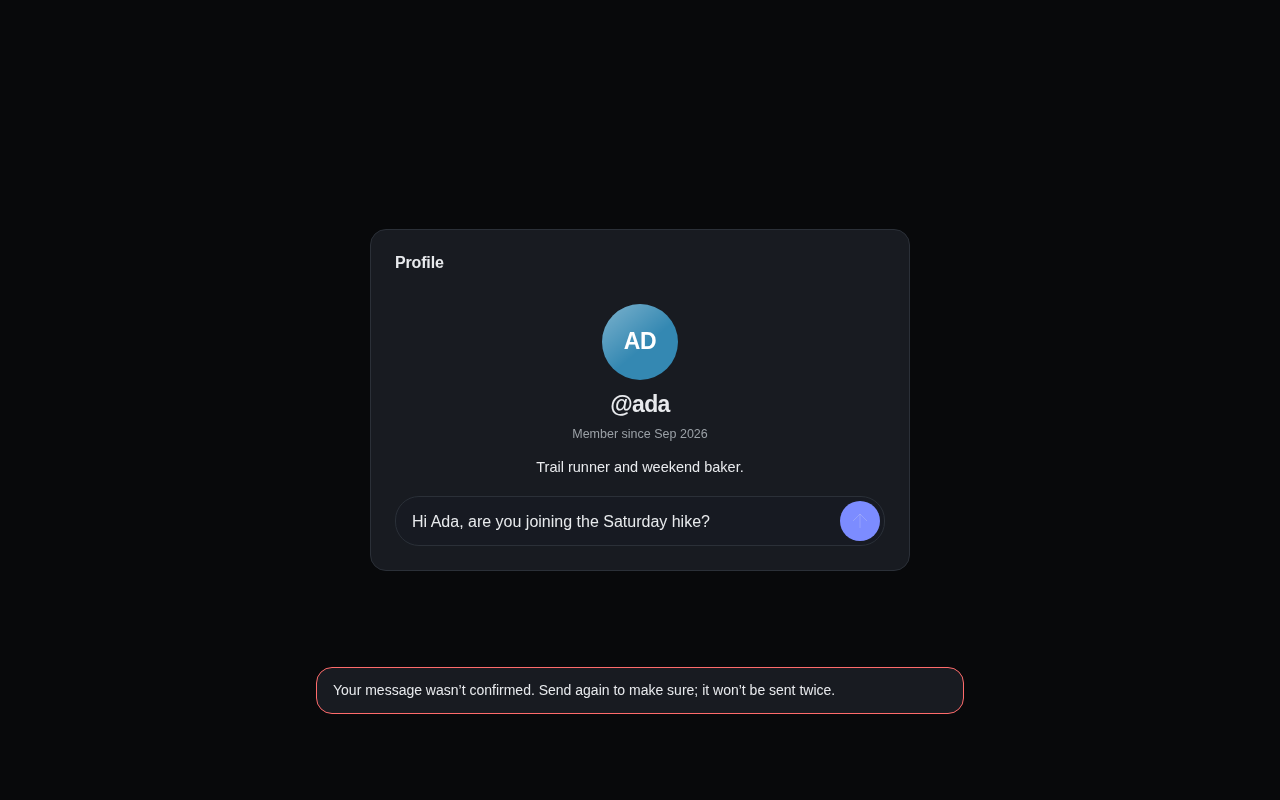 Profile
AD
@ada
Member since Sep 2026
Trail runner and weekend baker.
Hi Ada, are you joining the Saturday hike?
Your message wasn’t confirmed. Send again to make sure; it won’t be sent twice.